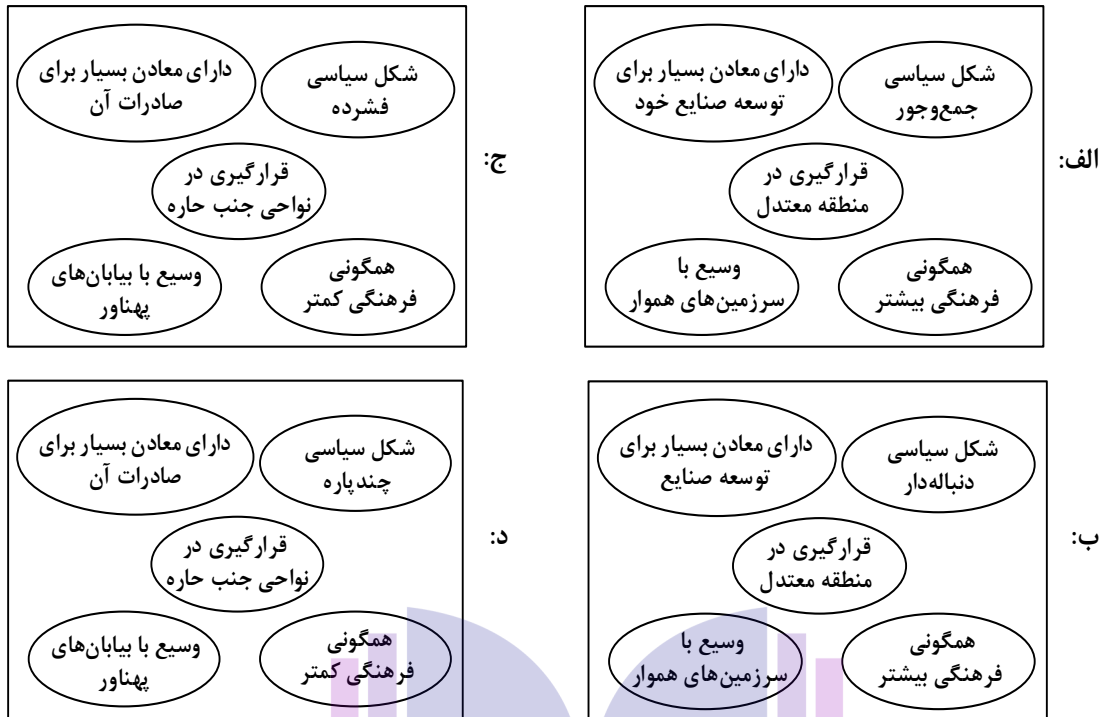 الف:
دارای معادن بسیار برای
توسعه صنایع خود
شکل سیاسی
جمع‌وجور
قرارگیری در
منطقه معتدل
وسیع با
سرزمین‌های هموار
همگونی
فرهنگی بیشتر
ج:
دارای معادن بسیار برای
صادرات آن
شکل سیاسی
فشرده
قرارگیری در
نواحی جنب حاره
وسیع با بیابان‌های
پهناور
همگونی
فرهنگی کمتر
ب:
دارای معادن بسیار برای
توسعه صنایع
شکل سیاسی
دنباله‌دار
قرارگیری در
منطقه معتدل
وسیع با
سرزمین‌های هموار
همگونی
فرهنگی بیشتر
د:
دارای معادن بسیار برای
صادرات آن
شکل سیاسی
چندپاره
قرارگیری در
نواحی جنب حاره
وسیع با بیابان‌های
پهناور
همگونی
فرهنگی کمتر